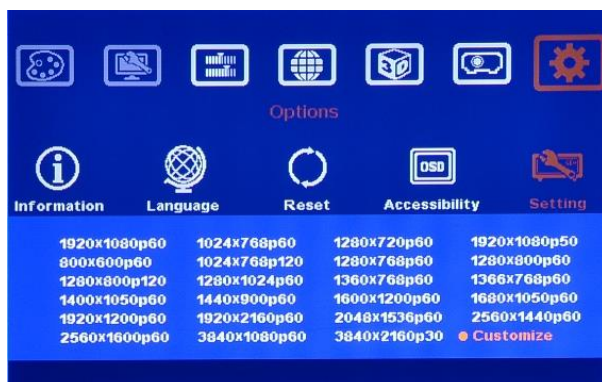 3D
Options
OSD
Information Language Reset Accessibility Setting
1920X1080p60 1024X768p60 1280X720p60 1920X1080p50
800X600p60 1024X768p120 1280X768p60 1280X800p60
1280X800p120 1280X1024p60 1360X768p60 1366X768p60
1400X1050p60 1440X900p60 1600X1200p60 1680X1050p60
1920X1200p60 1920X2160p60 2048X1536p60 2560X1440p60
2560X1600p60 3840X1080p60 3840X2160p30 Customize